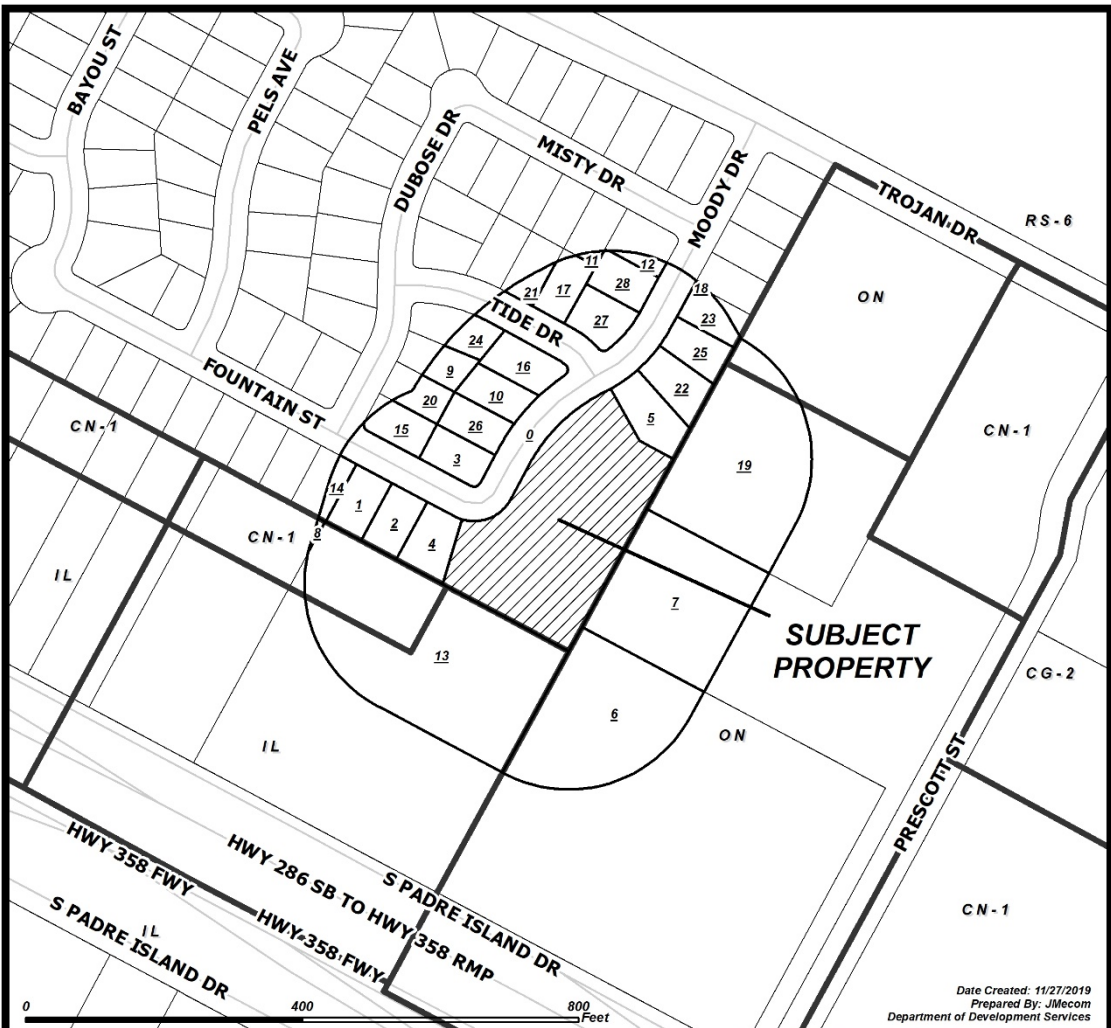 BAYOU ST
PELS AVE
DUBOSE DR
MISTY DR
MOODY DR
TROJAN DR
RS-6
ON
11
12
21
17
28
18
TIDE DR
27
23
24
16
25
9
22
FOUNTAIN ST
20
10
5
CN-1
15
26
0
CN-1
3
19
14
1
2
4
8
CN-1
IL
7
SUBJECT
PROPERTY
13
CG-2
6
ON
IL
PRESCOTT ST
HWY 358 FWY
HWY 286 SB TO HWY 358 RMP
S PADRE ISLAND DR
CN-1
IL
HWY 358 FWY
S PADRE ISLAND DR
0
400
800
Feet
Date Created: 11/27/2019
Prepared By: JMecom
Department of Development Services